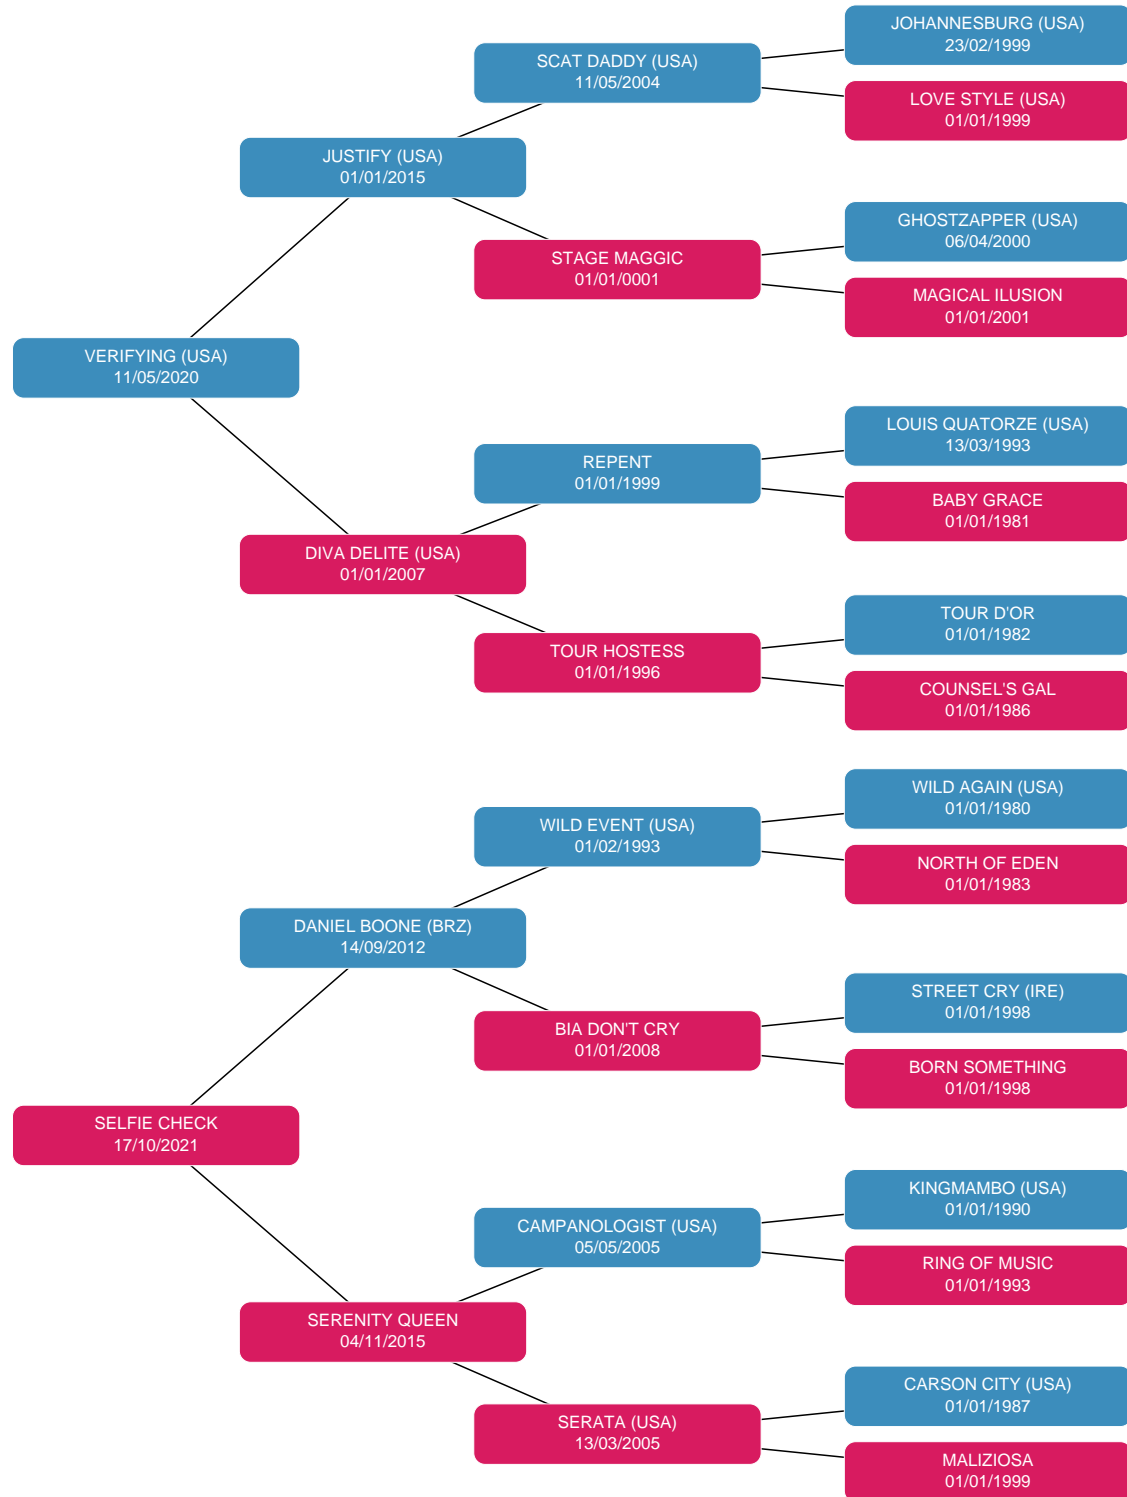 JOHANNESBURG (USA)
23/02/1999
SCAT DADDY (USA)
11/05/2004
LOVE STYLE (USA)
01/01/1999
JUSTIFY (USA)
01/01/2015
GHOSTZAPPER (USA)
06/04/2000
STAGE MAGGIC
01/01/0001
MAGICAL ILUSION
01/01/2001
VERIFYING (USA)
11/05/2020
LOUIS QUATORZE (USA)
13/03/1993
REPENT
01/01/1999
BABY GRACE
01/01/1981
DIVA DELITE (USA)
01/01/2007
TOUR D'OR
01/01/1982
TOUR HOSTESS
01/01/1996
COUNSEL'S GAL
01/01/1986
WILD AGAIN (USA)
01/01/1980
WILD EVENT (USA)
01/02/1993
NORTH OF EDEN
01/01/1983
DANIEL BOONE (BRZ)
14/09/2012
STREET CRY (IRE)
01/01/1998
BIA DON'T CRY
01/01/2008
BORN SOMETHING
01/01/1998
SELFIE CHECK
17/10/2021
KINGMAMBO (USA)
01/01/1990
CAMPANOLOGIST (USA)
05/05/2005
RING OF MUSIC
01/01/1993
SERENITY QUEEN
04/11/2015
CARSON CITY (USA)
01/01/1987
SERATA (USA)
13/03/2005
MALIZIOSA
01/01/1999